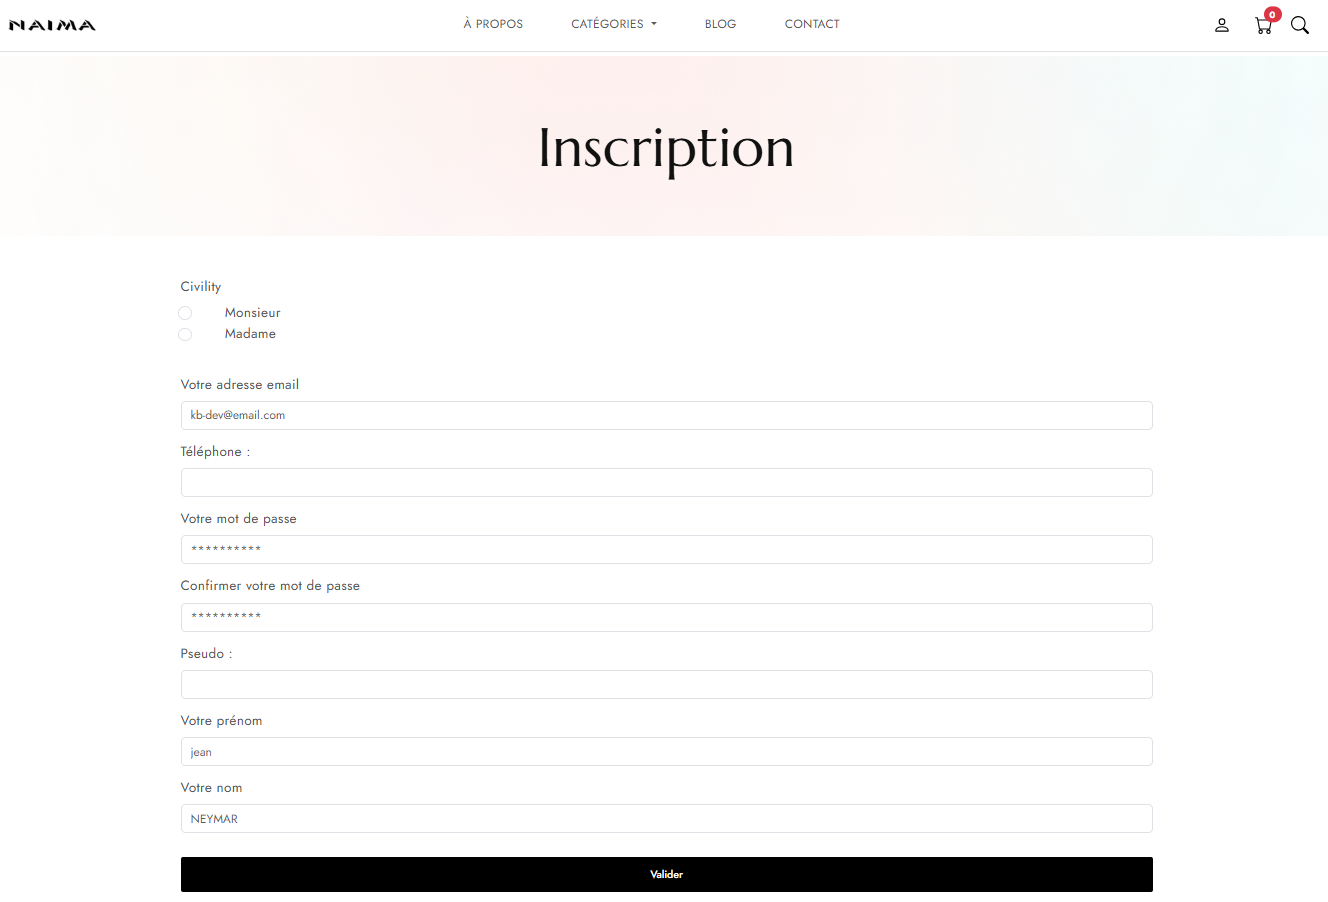 NAIMA
À PROPOS CATÉGORIES BLOG CONTACT
0
Inscription
Civility
Monsieur
Madame
Votre adresse email
kb-dev@email.com
Téléphone :
Votre mot de passe
**********
Confirmer votre mot de passe
**********
Pseudo :
Votre prénom
jean
Votre nom
NEYMAR
Valider